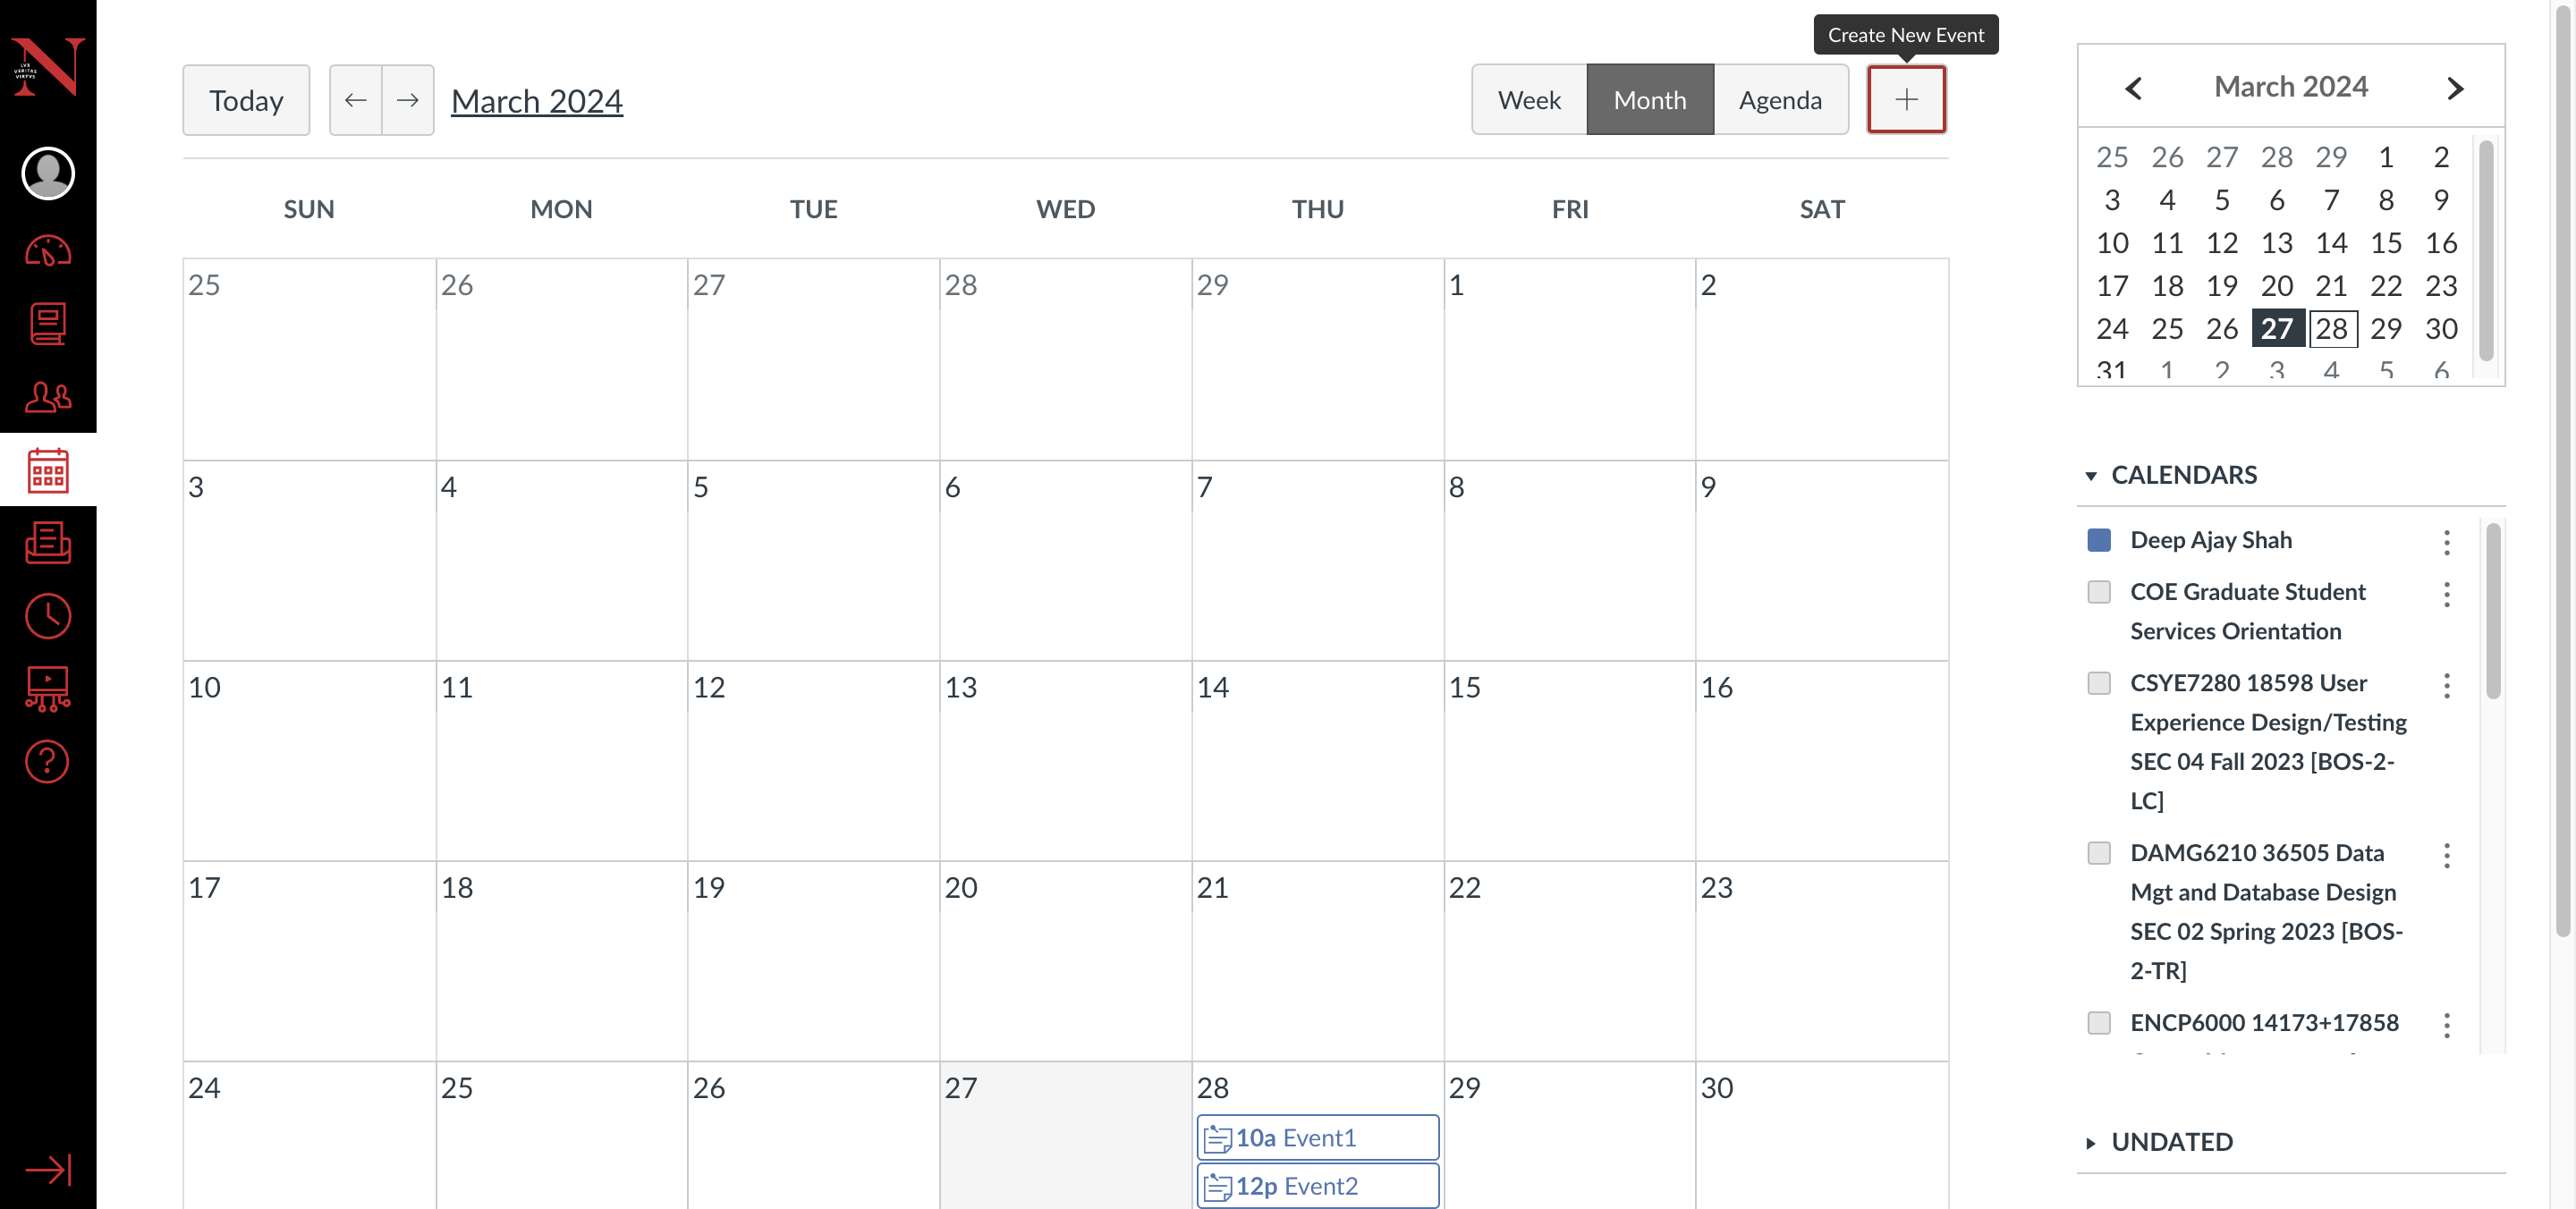 Create New Event
N
LVX
VERITAS
VIRTVS
Today
March 2024
Week
Month
Agenda
SUN MON TUE WED THU FRI SAT
25 26 27 28 29 1 2
3 4 5 6 7 8 9
10 11 12 13 14 15 16
17 18 19 20 21 22 23
24 25 26 27 28 29 30
10a Event1
12p Event2
March 2024
25 26 27 28 29 1 2
3 4 5 6 7 8 9
10 11 12 13 14 15 16
17 18 19 20 21 22 23
24 25 26 27 28 29 30
31 1 2 3 4 5 6
CALENDARS
Deep Ajay Shah
COE Graduate Student
Services Orientation
CSYE7280 18598 User
Experience Design/Testing
SEC 04 Fall 2023 [BOS-2-
LC]
DAMG6210 36505 Data
Mgt and Database Design
SEC 02 Spring 2023 [BOS-
2-TR]
ENCP6000 14173+17858
UNDATED